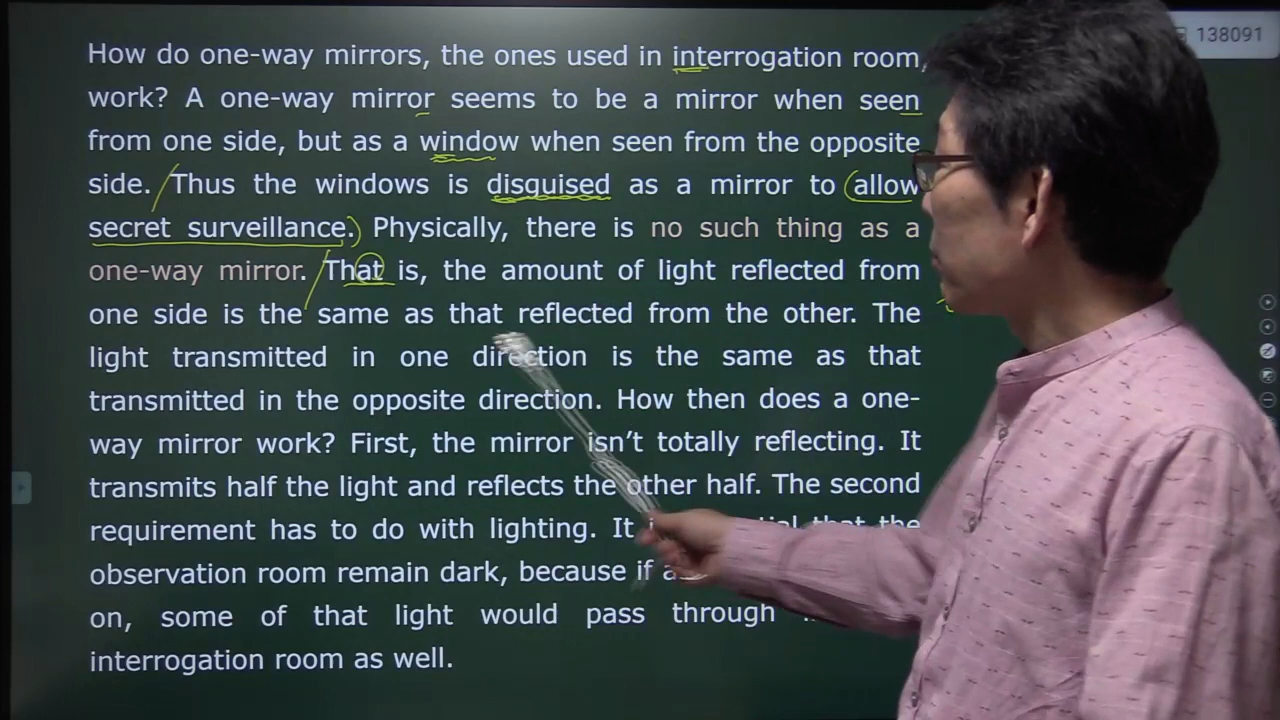 138091
How do one-way mirrors, the ones used in interrogation room,
work? A one-way mirror seems to be a mirror when seen
from one side, but as a window when seen from the opposite
side. Thus the windows is disguised as a mirror to allow
secret surveillance. Physically, there is no such thing as a
one-way mirror. That is, the amount of light reflected from
one side is the same as that reflected from the other. The
light transmitted in one direction is the same as that
transmitted in the opposite direction. How then does a one-
way mirror work? First, the mirror isn't totally reflecting. It
transmits half the light and reflects the other half. The second
requirement has to do with lighting. It that the
observation room remain dark, because if
on, some of that light would pass through
interrogation room as well.